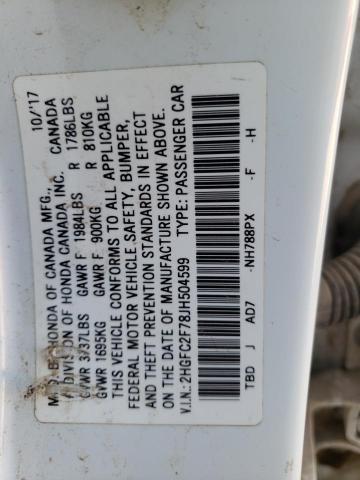 MFD. BY HONDA OF CANADA MFG., CANADA 10/'17
A DIVISION OF HONDA CANADA INC.
GVWR 3737LBS GAWR F 1984LBS R 1786LBS
GVWR 1695KG GAWR F 900KG R 810KG
THIS VEHICLE CONFORMS TO ALL APPLICABLE
FEDERAL MOTOR VEHICLE SAFETY, BUMPER,
AND THEFT PREVENTION STANDARDS IN EFFECT
ON THE DATE OF MANUFACTURE SHOWN ABOVE.
V.I.N.: 2HGFC2F78JH504599 TYPE: PASSENGER CAR
TBD J AD7 -NH788PX -F -H